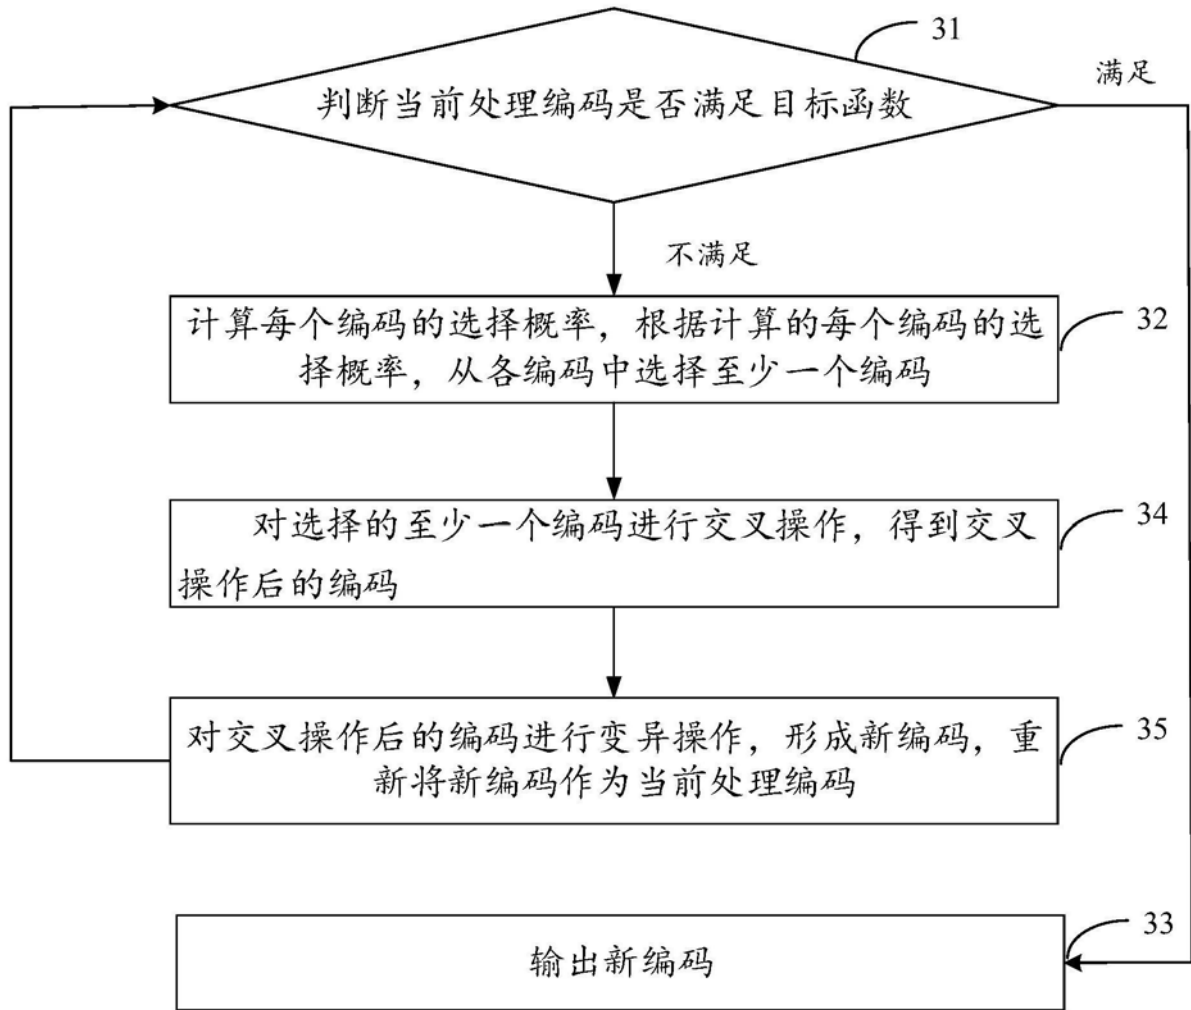 31
满足
判断当前处理编码是否满足目标函数
不满足
计算每个编码的选择概率，根据计算的每个编码的选
择概率，从各编码中选择至少一个编码
32
对选择的至少一个编码进行交叉操作，得到交叉
操作后的编码
34
对交叉操作后的编码进行变异操作，形成新编码，重
新将新编码作为当前处理编码
35
33
输出新编码